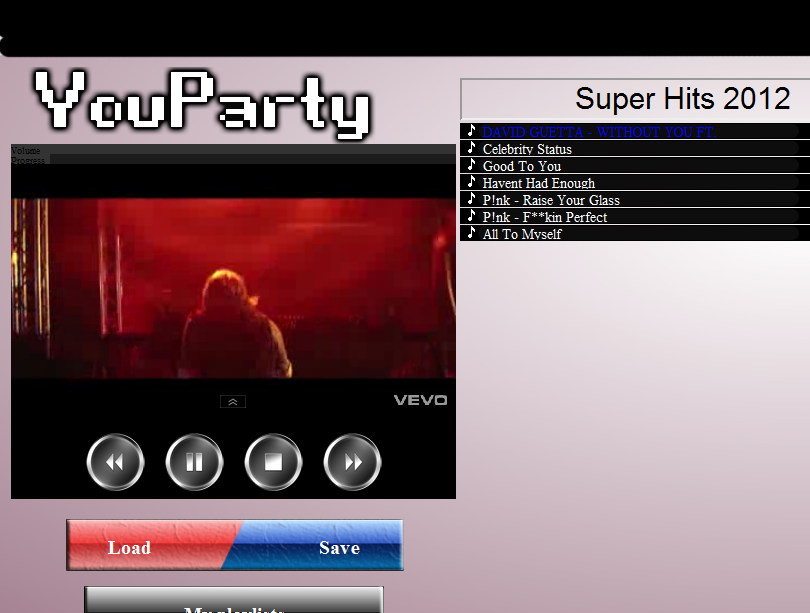 YouParty
Super Hits 2012
Volume
Progress
DAVID GUETTA - WITHOUT YOU FT.
Celebrity Status
Good To You
Havent Had Enough
P!nk - Raise Your Glass
P!nk - F**kin Perfect
All To Myself
VEVO
Load
Save
My playlists